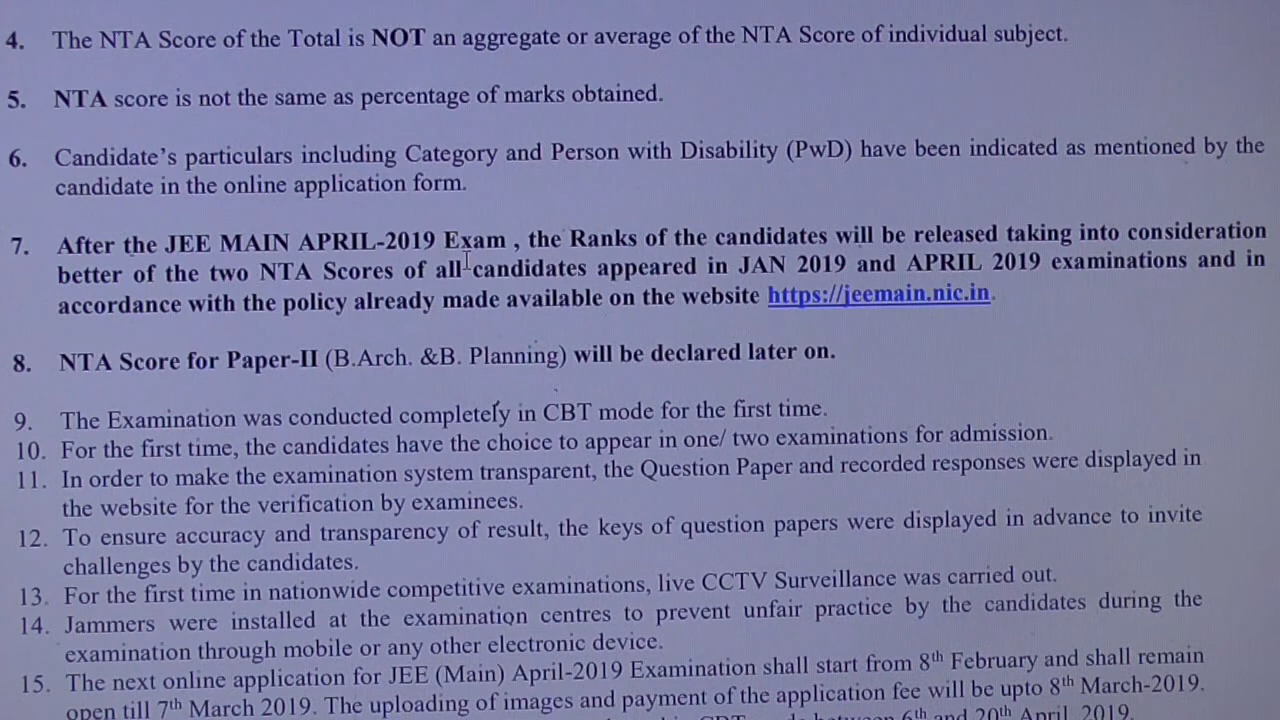 4. The NTA Score of the Total is NOT an aggregate or average of the NTA Score of individual subject.
5. NTA score is not the same as percentage of marks obtained.
6. Candidate's particulars including Category and Person with Disability (PwD) have been indicated as mentioned by the
candidate in the online application form.
7. After the JEE MAIN APRIL-2019 Exam , the Ranks of the candidates will be released taking into consideration
better of the two NTA Scores of all candidates appeared in JAN 2019 and APRIL 2019 examinations and in
accordance with the policy already made available on the website https://jeemain.nic.in.
8. NTA Score for Paper-II (B.Arch. &B. Planning) will be declared later on.
9. The Examination was conducted completely in CBT mode for the first time.
10. For the first time, the candidates have the choice to appear in one/ two examinations for admission.
11. In order to make the examination system transparent, the Question Paper and recorded responses were displayed in
the website for the verification by examinees.
12. To ensure accuracy and transparency of result, the keys of question papers were displayed in advance to invite
challenges by the candidates.
13. For the first time in nationwide competitive examinations, live CCTV Surveillance was carried out.
14. Jammers were installed at the examination centres to prevent unfair practice by the candidates during the
examination through mobile or any other electronic device.
15. The next online application for JEE (Main) April-2019 Examination shall start from 8th February and shall remain
open till 7th March 2019. The uploading of images and payment of the application fee will be upto 8th March-2019.
CBT mode between 6th and 20th April, 2019.